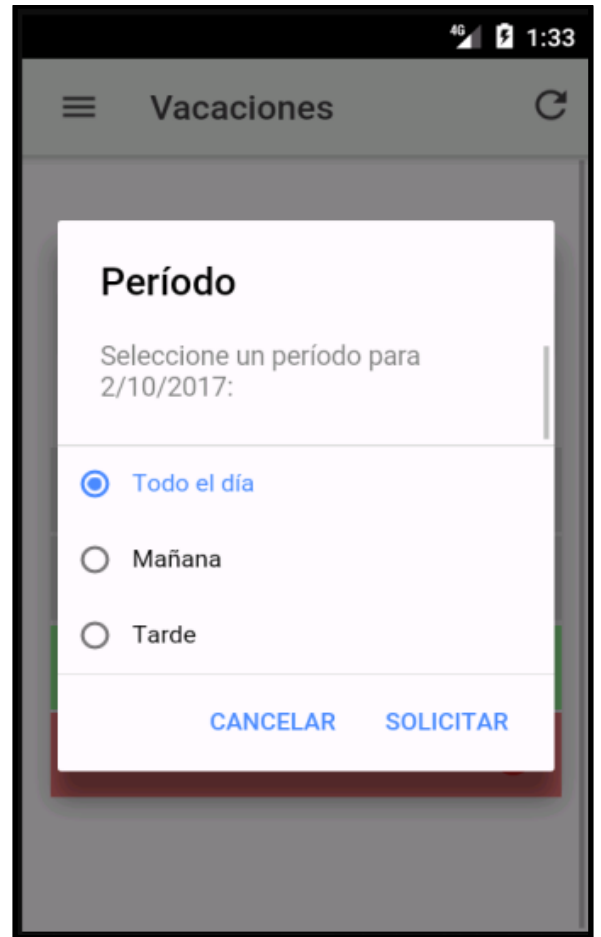 4G 1:33
Vacaciones
Período
Seleccione un período para
2/10/2017:
Todo el día
Mañana
Tarde
CANCELAR SOLICITAR